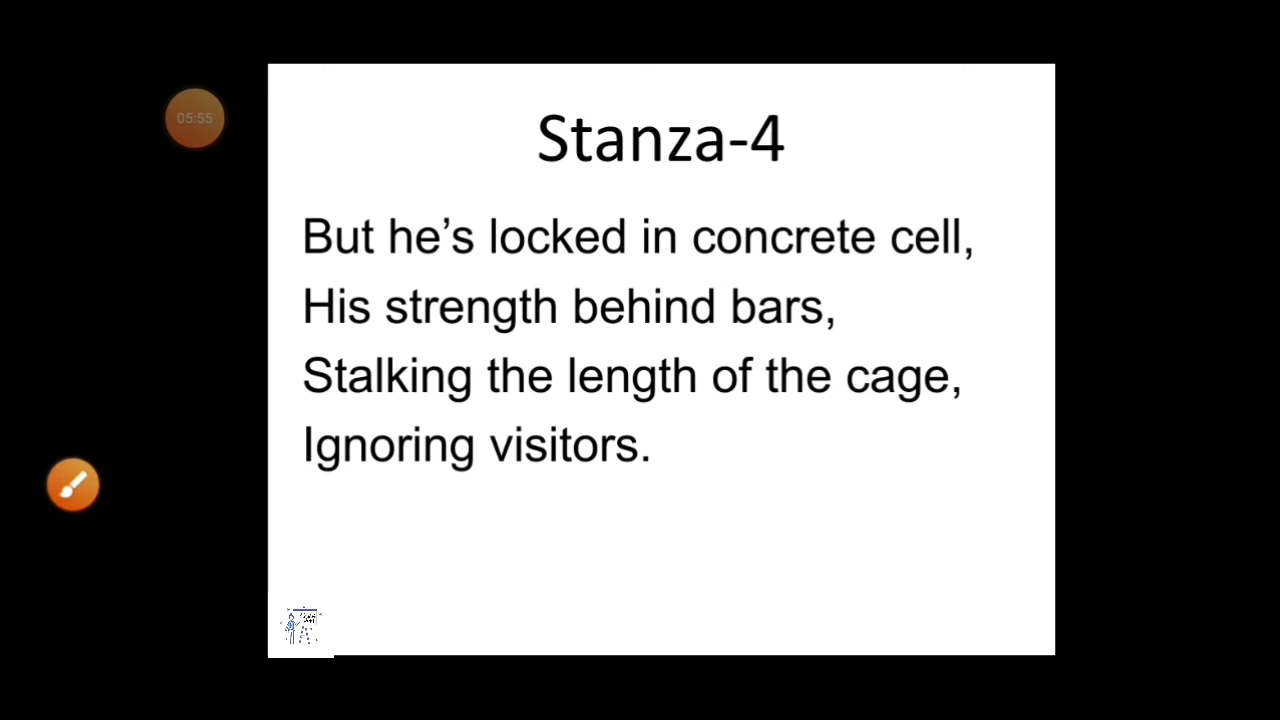 05:55
Stanza-4
But he’s locked in concrete cell,
His strength behind bars,
Stalking the length of the cage,
Ignoring visitors.